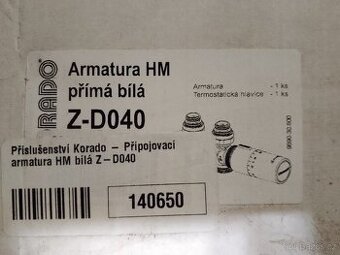 RADO
Armatura HM
přímá bílá
Z-D040
Armatura - 1 ks
Termostatická hlavice - 1 ks
Příslušenství Korado – Připojovací
armatura HM bílá Z – D040
140650